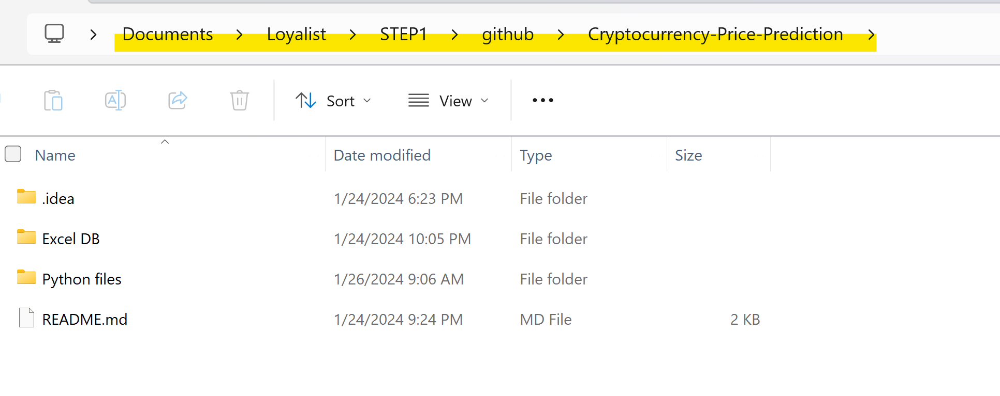 Documents > Loyalist > STEP1 > github > Cryptocurrency-Price-Prediction >
Sort View •••
Name Date modified Type Size
.idea 1/24/2024 6:23 PM File folder
Excel DB 1/24/2024 10:05 PM File folder
Python files 1/26/2024 9:06 AM File folder
README.md 1/24/2024 9:24 PM MD File 2 KB